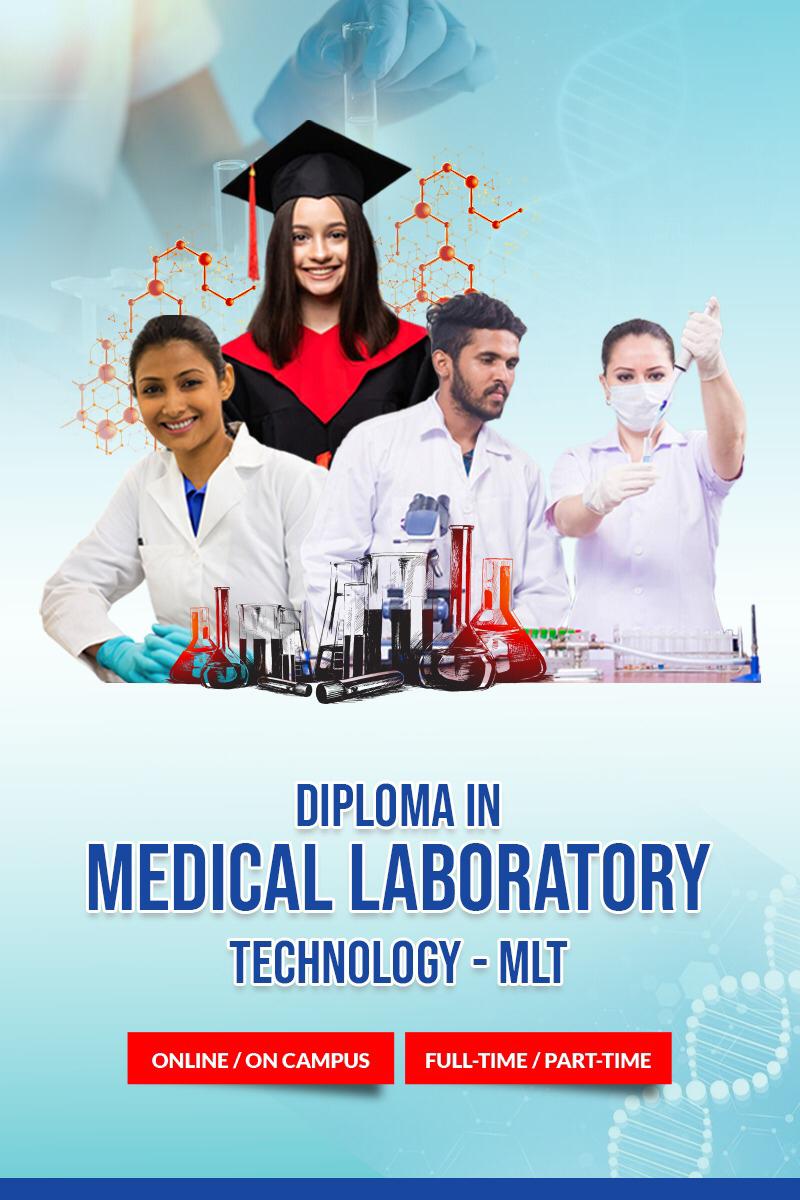 DIPLOMA IN
MEDICAL LABORATORY
TECHNOLOGY - MLT
ONLINE / ON CAMPUS
FULL-TIME / PART-TIME